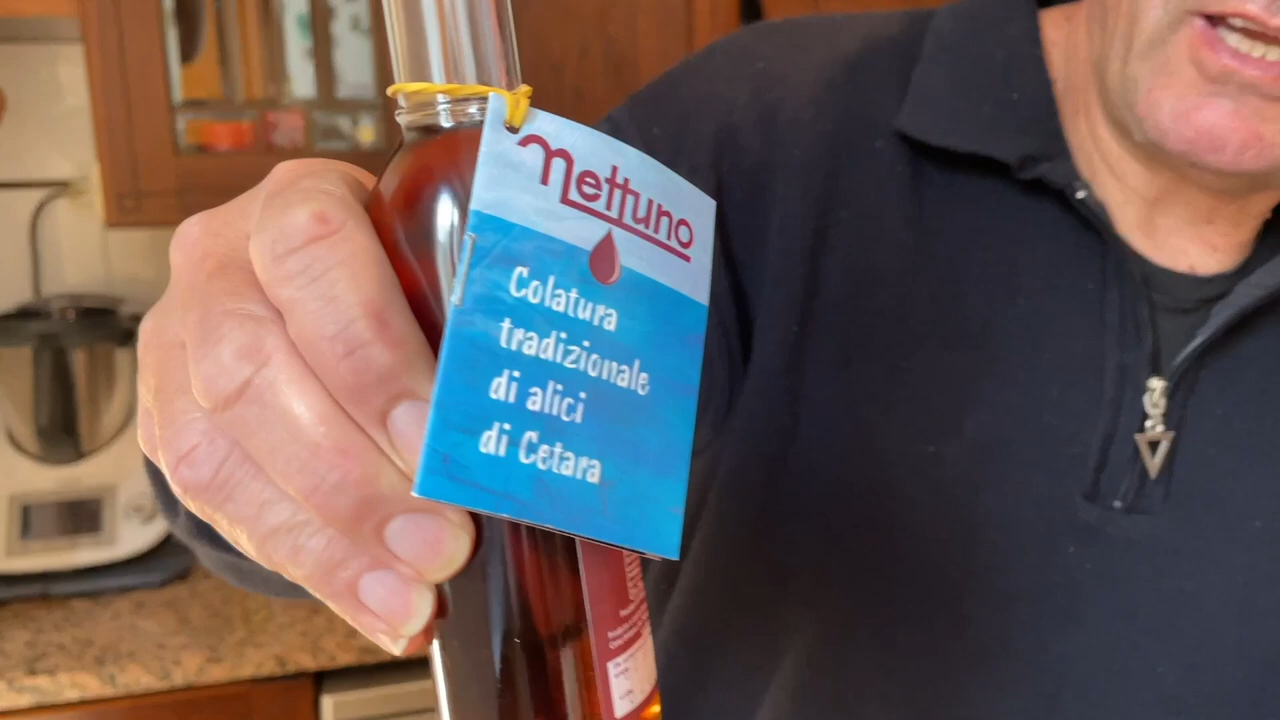 Nettuno
Colatura
tradizionale
di alici
di Cetara